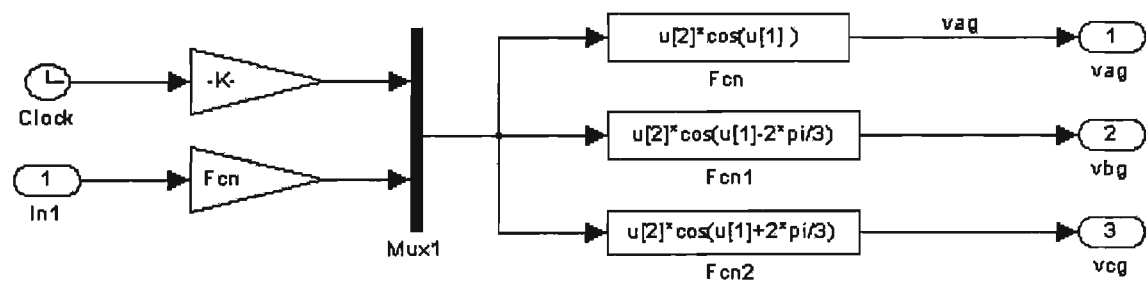 Clock
-K-
1
In1
Fcn
Mux1
u[2]*cos(u[1] )
Fcn
vag
1
vag
u[2]*cos(u[1]-2*pi/3)
Fcn1
2
vbg
u[2]*cos(u[1]+2*pi/3)
Fcn2
3
vcg